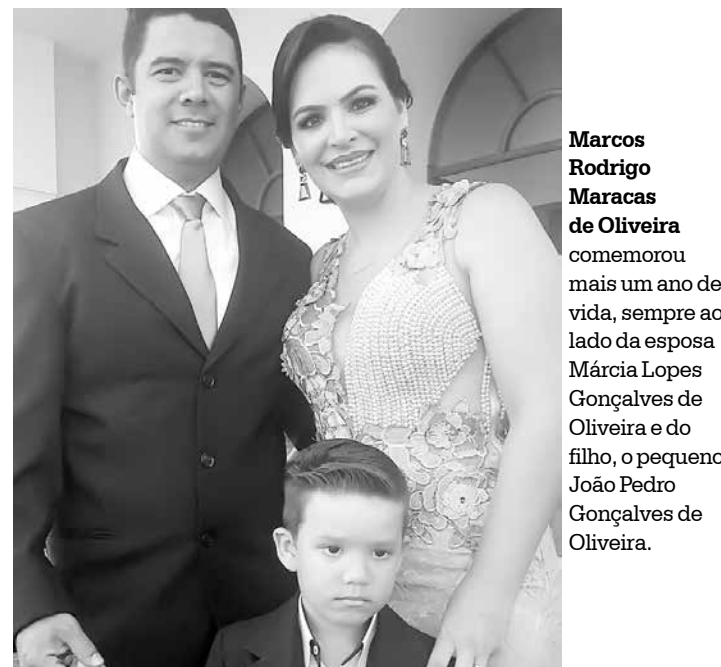 Marcos
Rodrigo
Maracas
de Oliveira
comemorou
mais um ano de
vida, sempre ao
lado da esposa
Márcia Lopes
Gonçalves de
Oliveira e do
filho, o pequeno
João Pedro
Gonçalves de
Oliveira.